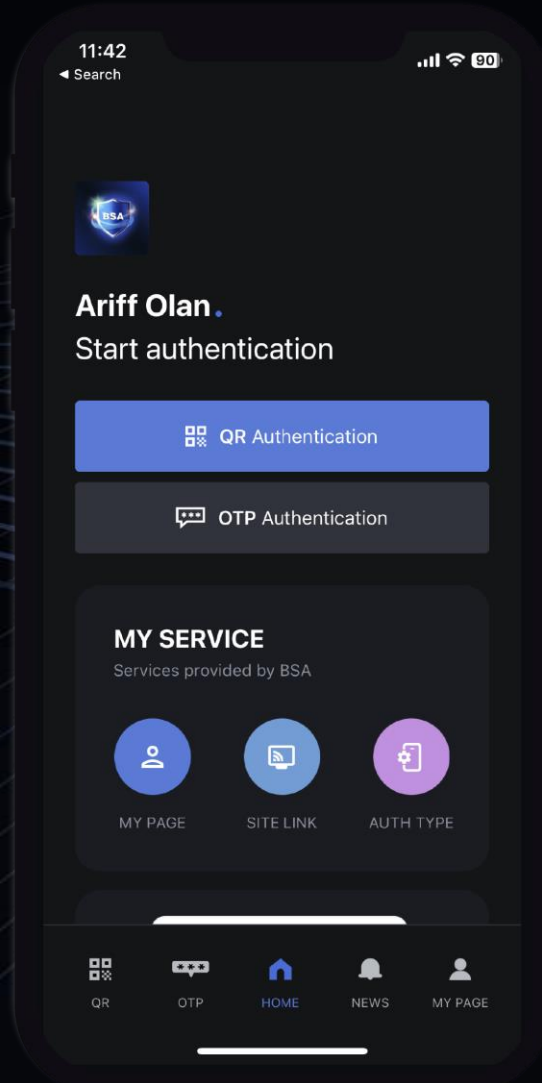 11:42
90
◀ Search
BSA
Ariff Olan.
Start authentication
QR Authentication
OTP Authentication
MY SERVICE
Services provided by BSA
MY PAGE
SITE LINK
AUTH TYPE
QR
OTP
HOME
NEWS
MY PAGE